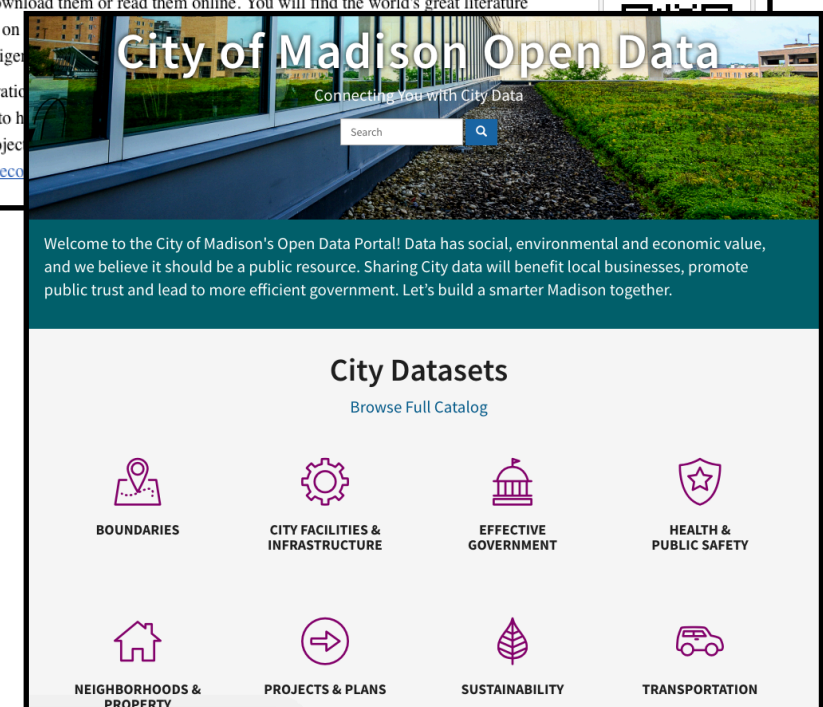 download them or read them online. You will find the world's great literature
on
City of Madison Open Data
Connecting You with City Data
Search
Welcome to the City of Madison's Open Data Portal! Data has social, environmental and economic value,
and we believe it should be a public resource. Sharing City data will benefit local businesses, promote
public trust and lead to more efficient government. Let's build a smarter Madison together.
City Datasets
Browse Full Catalog
BOUNDARIES
CITY FACILITIES &
INFRASTRUCTURE
EFFECTIVE
GOVERNMENT
HEALTH &
PUBLIC SAFETY
NEIGHBORHOODS &
PROPERTY
PROJECTS & PLANS
SUSTAINABILITY
TRANSPORTATION